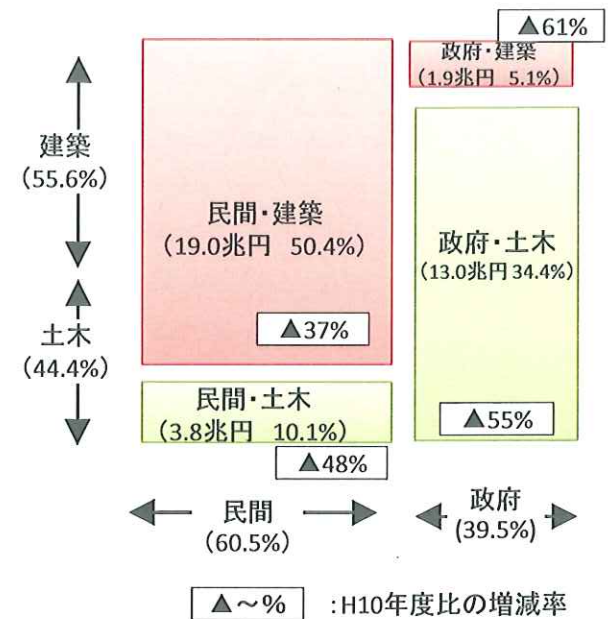 ▲61%
政府・建築
（1.9兆円 5.1%）
建築
（55.6%）
民間・建築
（19.0兆円 50.4%）
政府・土木
（13.0兆円 34.4%）
▲37%
土木
（44.4%）
民間・土木
（3.8兆円 10.1%）
▲55%
▲48%
民間
（60.5%）
政府
(39.5%)
▲～% :H10年度比の増減率